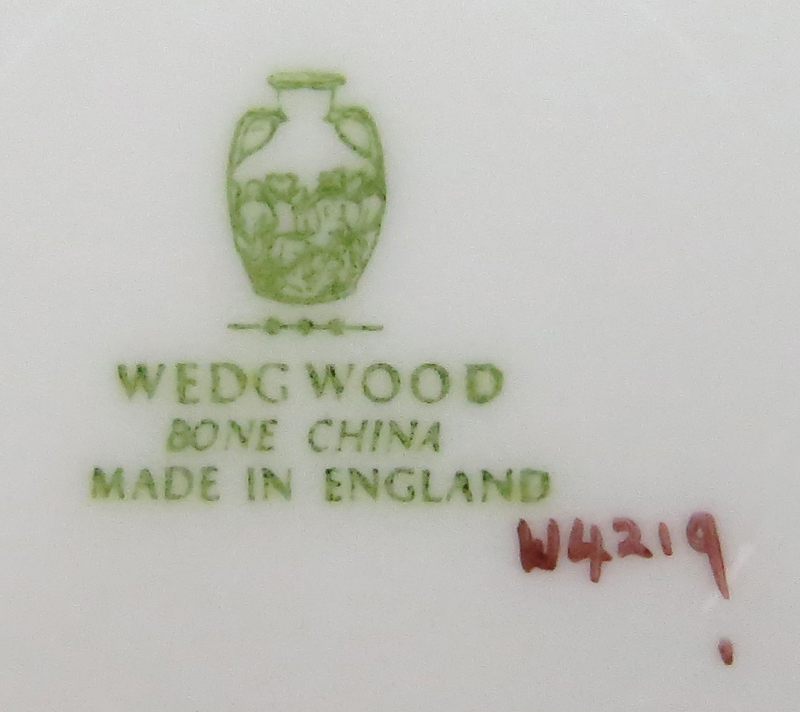 WEDGWOOD
BONE CHINA
MADE IN ENGLAND
W4219